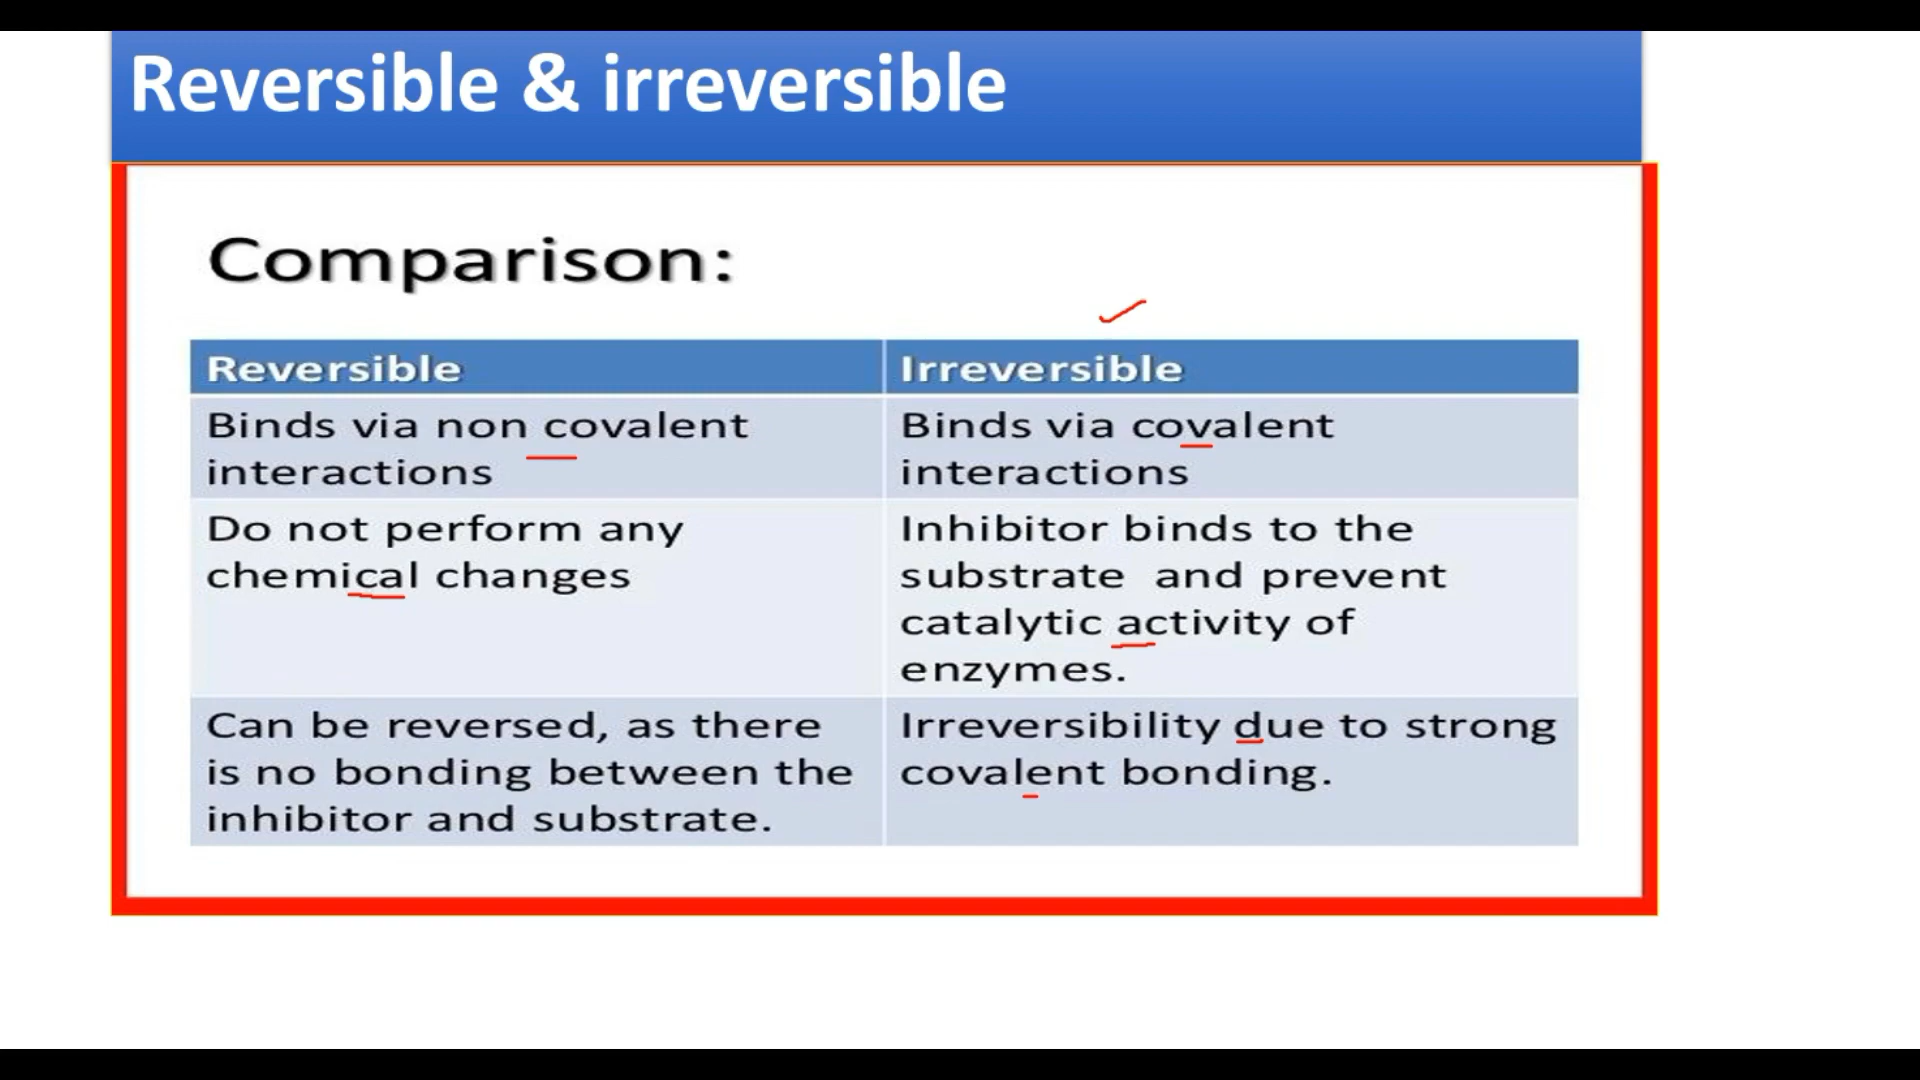 Reversible & irreversible
Comparison:
Reversible
Irreversible
Binds via non covalent
interactions
Binds via covalent
interactions
Do not perform any
chemical changes
Inhibitor binds to the
substrate and prevent
catalytic activity of
enzymes.
Can be reversed, as there
is no bonding between the
inhibitor and substrate.
Irreversibility due to strong
covalent bonding.